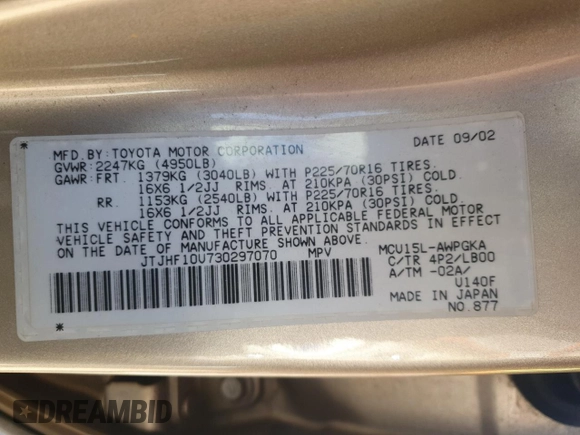 MFD.BY:TOYOTA MOTOR CORPORATION DATE 09/02
GVWR:2247KG (4950LB)
GAWR:FRT. 1379KG (3040LB) WITH P225/70R16 TIRES.
16X6 1/2JJ RIMS. AT 210KPA (30PSI) COLD.
RR. 1153KG (2540LB) WITH P225/70R16 TIRES.
16X6 1/2JJ RIMS. AT 210KPA (30PSI) COLD.
THIS VEHICLE CONFORMS TO ALL APPLICABLE FEDERAL MOTOR
VEHICLE SAFETY AND THEFT PREVENTION STANDARDS IN EFFECT
ON THE DATE OF MANUFACTURE SHOWN ABOVE.
* JTJHF10U730297070 MPV MCU15L-AWPGKA
C/TR 4P2/LB00
A/TM -02A/
U140F
MADE IN JAPAN
* NO.877
DREAMBID